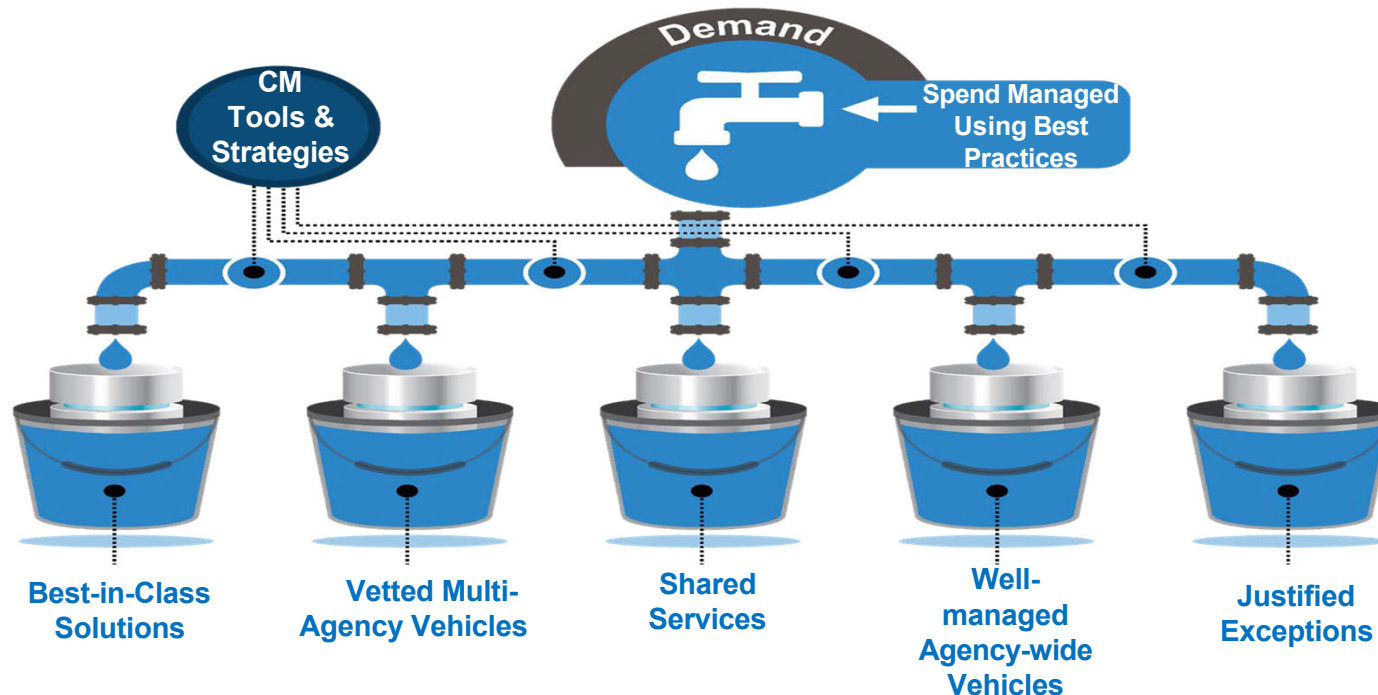 Demand
CM
Tools &
Strategies
Spend Managed
Using Best
Practices
Best-in-Class
Solutions
Vetted Multi-
Agency Vehicles
Shared
Services
Well-
managed
Agency-wide
Vehicles
Justified
Exceptions